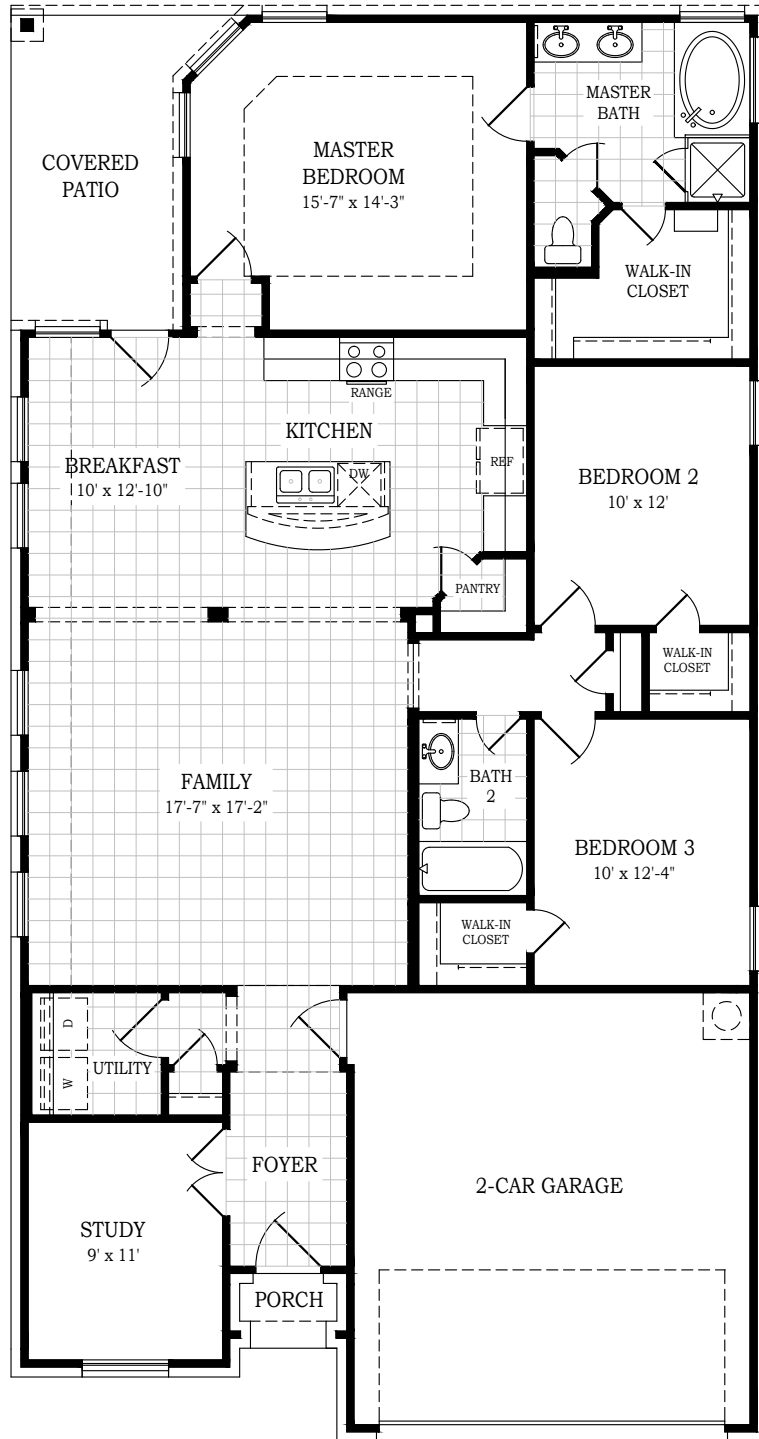 MASTER
BATH
COVERED
PATIO
MASTER
BEDROOM
15'-7" x 14'-3"
WALK-IN
CLOSET
RANGE
KITCHEN
BREAKFAST
10' x 12'-10"
DW
REF
BEDROOM 2
10' x 12'
PANTRY
WALK-IN
CLOSET
FAMILY
17'-7" x 17'-2"
BATH
2
BEDROOM 3
10' x 12'-4"
WALK-IN
CLOSET
D
W
UTILITY
FOYER
2-CAR GARAGE
STUDY
9' x 11'
PORCH